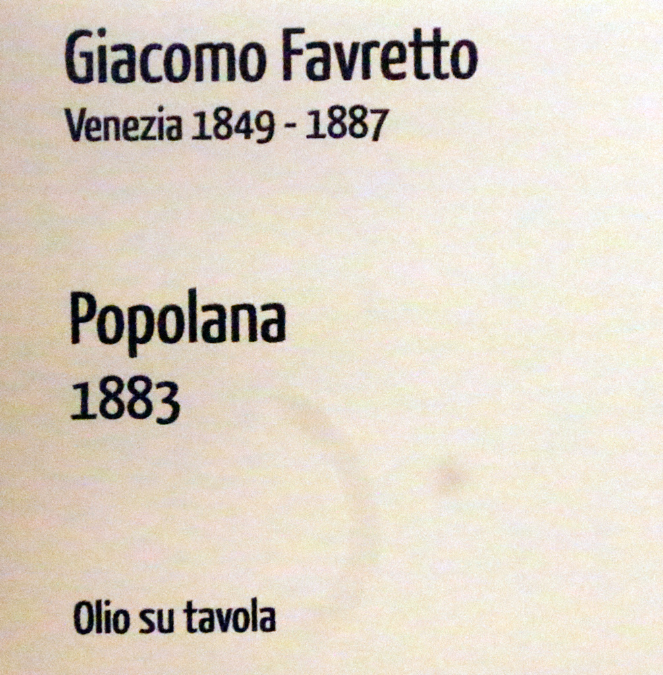 Giacomo Favretto
Venezia 1849 - 1887
Popolana
1883
Olio su tavola